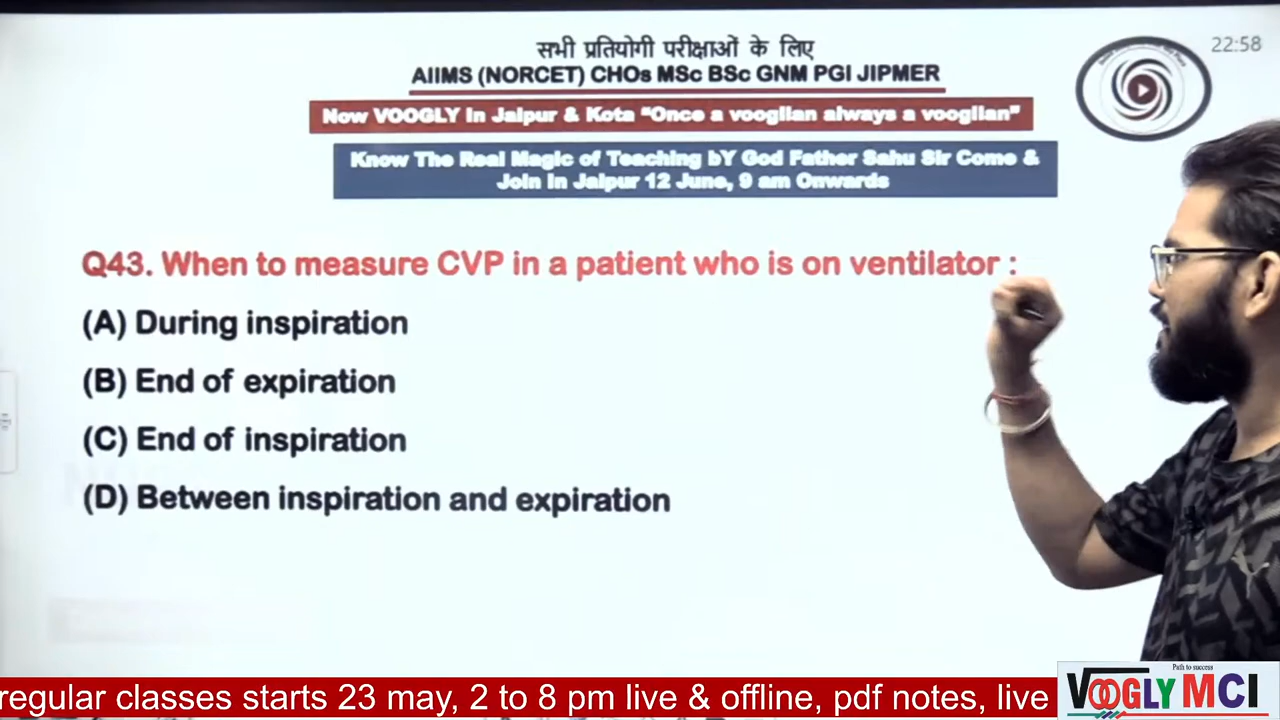 सभी प्रतियोगी परीक्षाओं के लिए
AIIMS (NORCET) CHOs MSc BSc GNM PGI JIPMER
22:58
Now VOOGLY in Jaipur & Kota "Once a vooglian always a vooglian"
Know The Real Magic of Teaching bY God Father Sahu Sir Come &
Join in Jaipur 12 June, 9 am Onwards
Q43. When to measure CVP in a patient who is on ventilator :
(A) During inspiration
(B) End of expiration
(C) End of inspiration
(D) Between inspiration and expiration
regular classes starts 23 may, 2 to 8 pm live & offline, pdf notes, live
Path to success
VOOGLY MCI